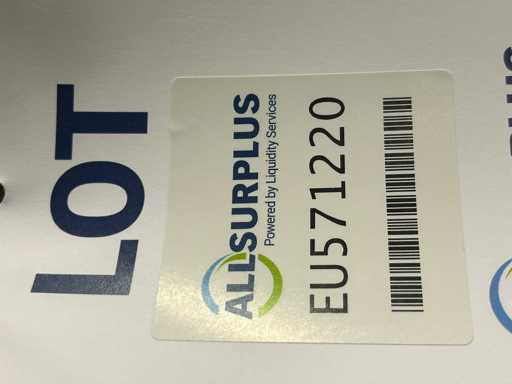 LOT
ALLSURPLUS
Powered by Liquidity Services
EU571220